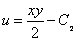 u = xy/2 − C₂